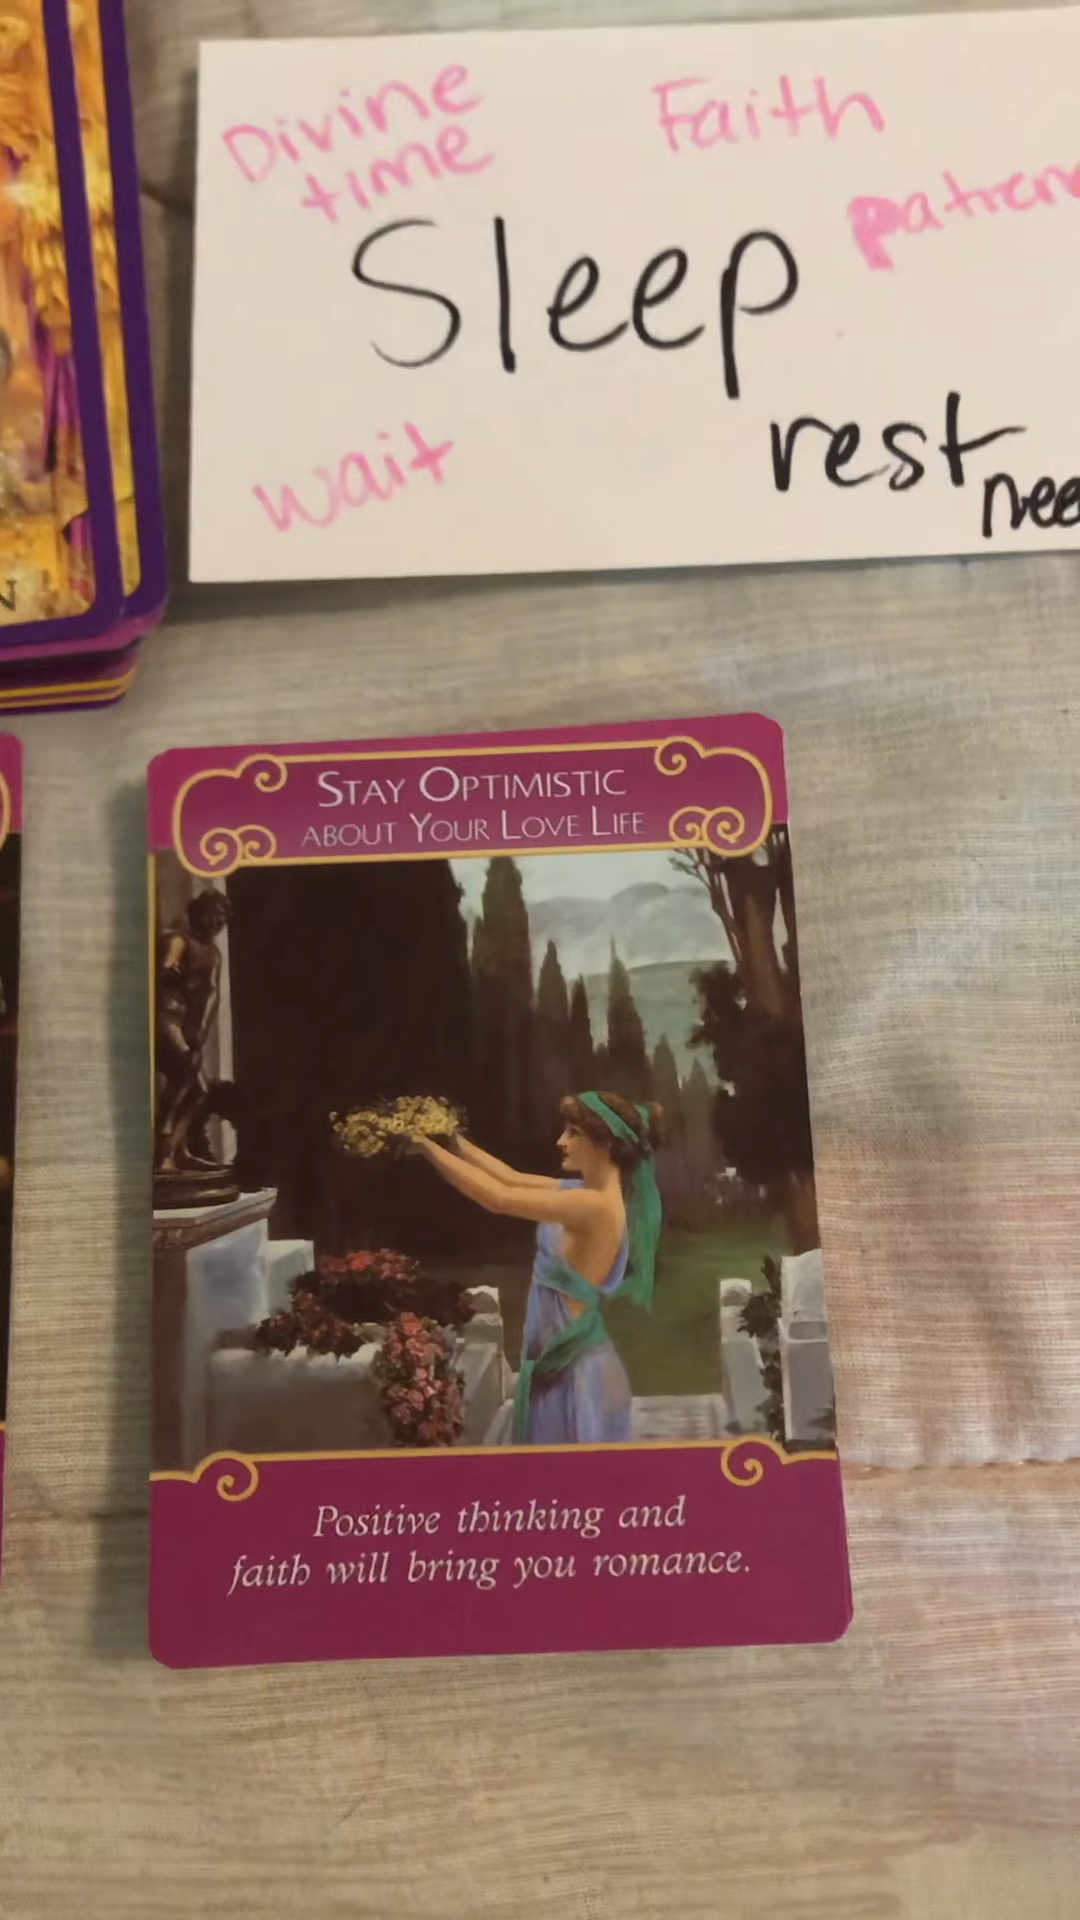 Divine
time
Faith
Sleep
wait
rest
STAY OPTIMISTIC
ABOUT YOUR LOVE LIFE
Positive thinking and
faith will bring you romance.